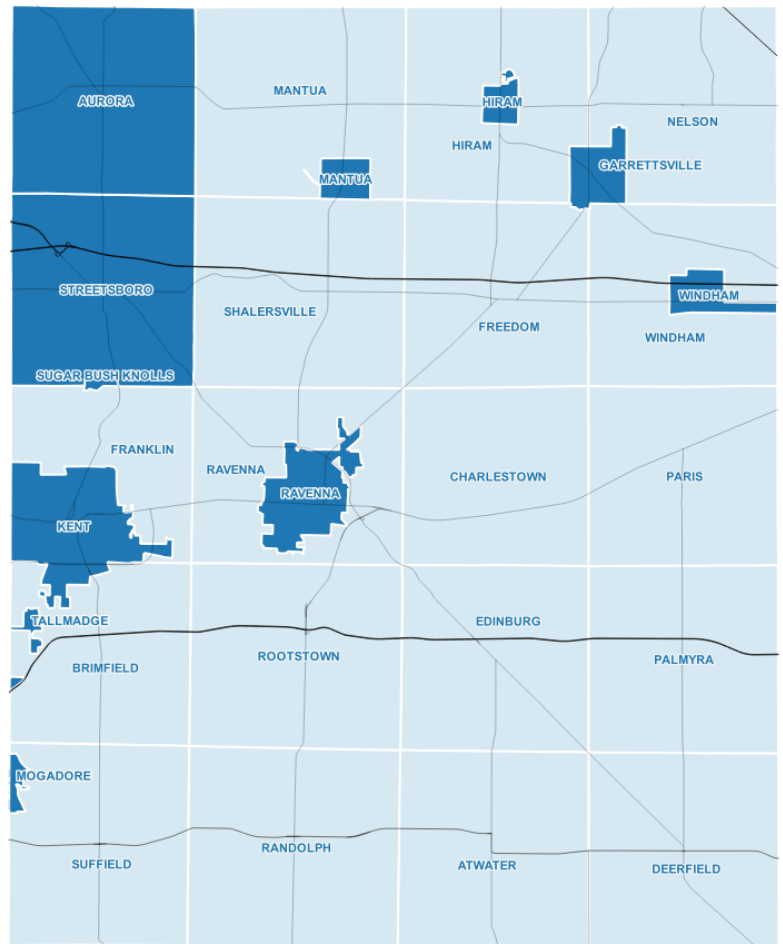 AURORA
MANTUA
HIRAM
NELSON
HIRAM
GARRETTSVILLE
MANTUA
STREETSBORO
WINDHAM
SHALERSVILLE
FREEDOM
WINDHAM
SUGAR BUSH KNOLLS
FRANKLIN
RAVENNA
CHARLESTOWN
PARIS
RAVENNA
KENT
TALLMADGE
EDINBURG
BRIMFIELD
ROOTSTOWN
PALMYRA
MOGADORE
SUFFIELD
RANDOLPH
ATWATER
DEERFIELD